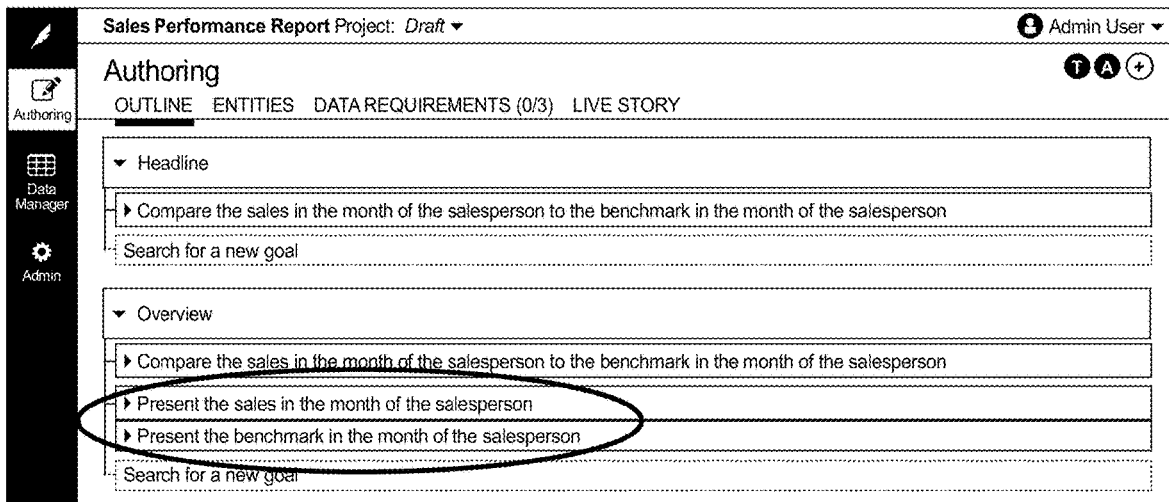 Sales Performance Report Project: Draft
Admin User
Authoring
T A +
OUTLINE ENTITIES DATA REQUIREMENTS (0/3) LIVE STORY
Authoring
Data
Manager
Admin
Headline
Compare the sales in the month of the salesperson to the benchmark in the month of the salesperson
Search for a new goal
Overview
Compare the sales in the month of the salesperson to the benchmark in the month of the salesperson
Present the sales in the month of the salesperson
Present the benchmark in the month of the salesperson
Search for a new goal